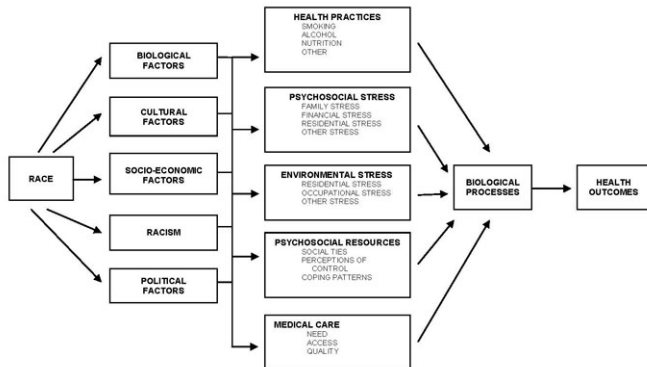 RACE
BIOLOGICAL
FACTORS
CULTURAL
FACTORS
SOCIO-ECONOMIC
FACTORS
RACISM
POLITICAL
FACTORS
HEALTH PRACTICES
SMOKING
ALCOHOL
NUTRITION
OTHER
PSYCHOSOCIAL STRESS
FAMILY STRESS
FINANCIAL STRESS
RESIDENTIAL STRESS
OTHER STRESS
ENVIRONMENTAL STRESS
RESIDENTIAL STRESS
OCCUPATIONAL STRESS
OTHER STRESS
PSYCHOSOCIAL RESOURCES
SOCIAL TIES
PERCEPTIONS OF
CONTROL
COPING PATTERNS
MEDICAL CARE
NEED
ACCESS
QUALITY
BIOLOGICAL
PROCESSES
HEALTH
OUTCOMES